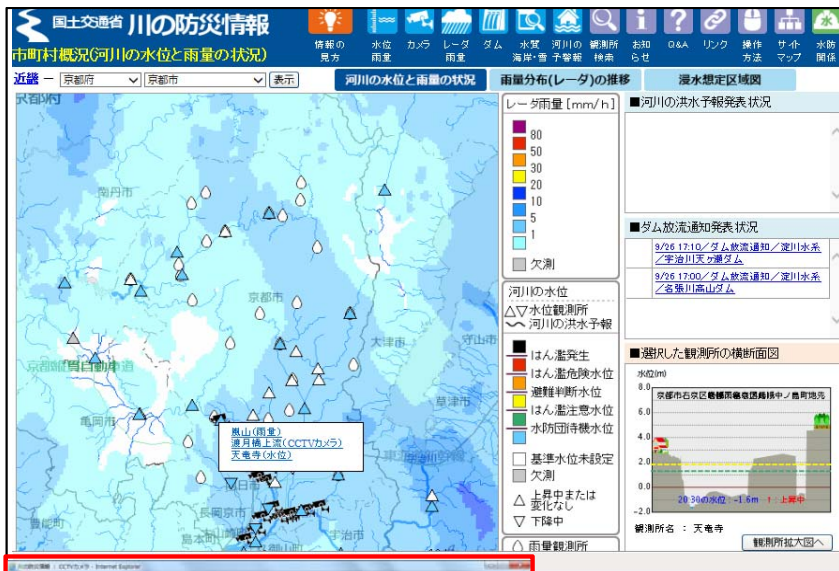 国土交通省 川の防災情報
情報の見方
水位雨量
カメラ
レーダ雨量
ダム
水質海岸・雪
河川の予警報
観測所検索
お知らせ
Q&A
リンク
操作方法
サイトマップ
水防関係
市町村概況(河川の水位と雨量の状況)
近畿 － 京都府 京都市 表示
河川の水位と雨量の状況
雨量分布(レーダ)の推移
浸水想定区域図
京都府
南丹市
京都市
大津市
守山市
草津市
亀岡市
向日市
長岡京市
島本町
宇治市
嵐山(雨量)
渡月橋上流(CCTVカメラ)
天竜寺(水位)
レーダ雨量[mm/h]
80
50
30
20
10
5
1
欠測
河川の水位
△▽水位観測所
河川の洪水予報
はん濫発生
はん濫危険水位
避難判断水位
はん濫注意水位
水防団待機水位
基準水位未設定
欠測
△ 上昇中または変化なし
▽ 下降中
雨量観測所
■河川の洪水予報発表状況
■ダム放流通知発表状況
9/26 17:10／ダム放流通知／淀川水系
／宇治川天ヶ瀬ダム
9/26 17:00／ダム放流通知／淀川水系
／名張川高山ダム
■選択した観測所の横断面図
水位(m)
8.0
6.0
4.0
2.0
0.0
-2.0
20:30の水位：-1.6m ↑：上昇中
観測所名 ： 天竜寺
観測所拡大図へ